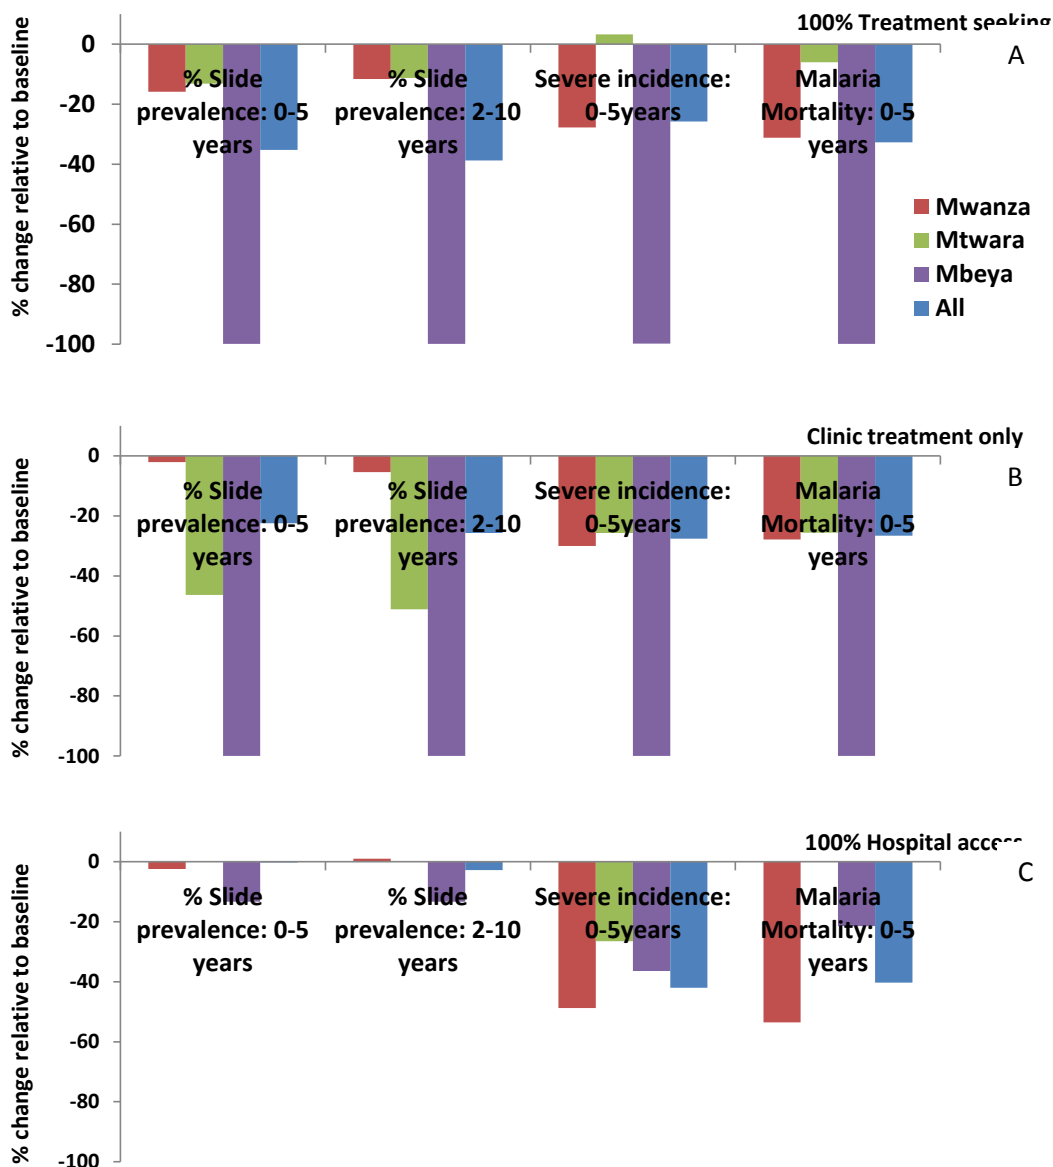 100% Treatment seeking
A
% change relative to baseline
0
-20
-40
-60
-80
-100
% Slide
prevalence: 0-5
years
% Slide
prevalence: 2-10
years
Severe incidence:
0-5years
Malaria
Mortality: 0-5
years
Mwanza
Mtwara
Mbeya
All
Clinic treatment only
B
% change relative to baseline
0
-20
-40
-60
-80
-100
% Slide
prevalence: 0-5
years
% Slide
prevalence: 2-10
years
Severe incidence:
0-5years
Malaria
Mortality: 0-5
years
100% Hospital access
C
% change relative to baseline
0
-20
-40
-60
-80
-100
% Slide
prevalence: 0-5
years
% Slide
prevalence: 2-10
years
Severe incidence:
0-5years
Malaria
Mortality: 0-5
years